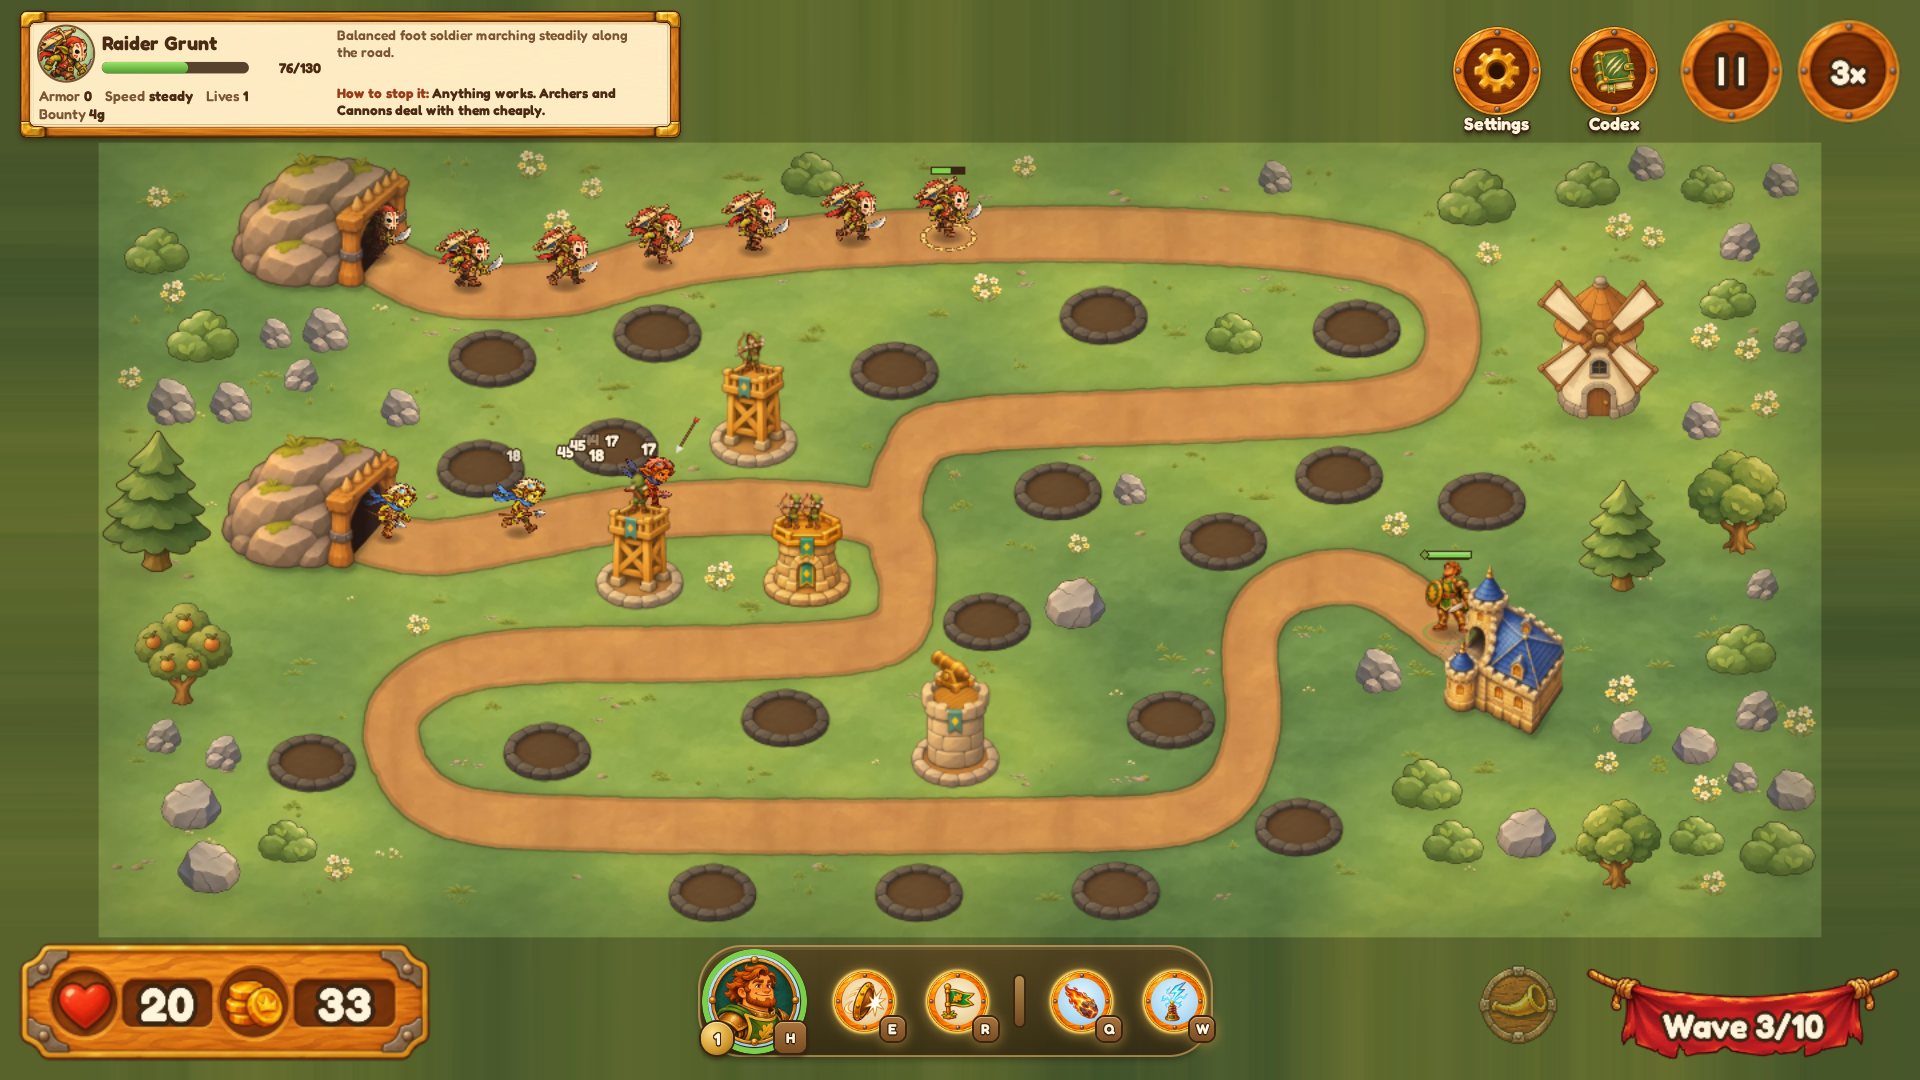 Raider Grunt
76/130
Armor 0 Speed steady Lives 1
Bounty 4g
Balanced foot soldier marching steadily along
the road.
How to stop it: Anything works. Archers and
Cannons deal with them cheaply.
Settings
Codex
3x
18
45
45
14
17
18
17
20
33
1
H
E
R
Q
W
Wave 3/10